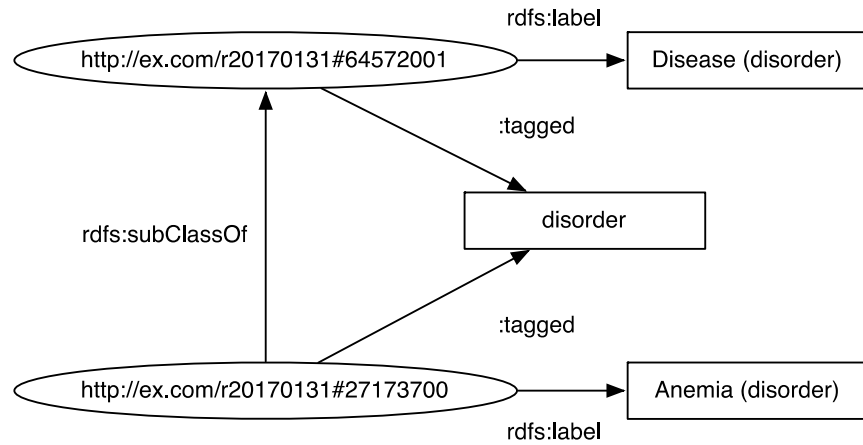 rdfs:label
http://ex.com/r20170131#64572001
Disease (disorder)
:tagged
disorder
rdfs:subClassOf
:tagged
http://ex.com/r20170131#27173700
Anemia (disorder)
rdfs:label